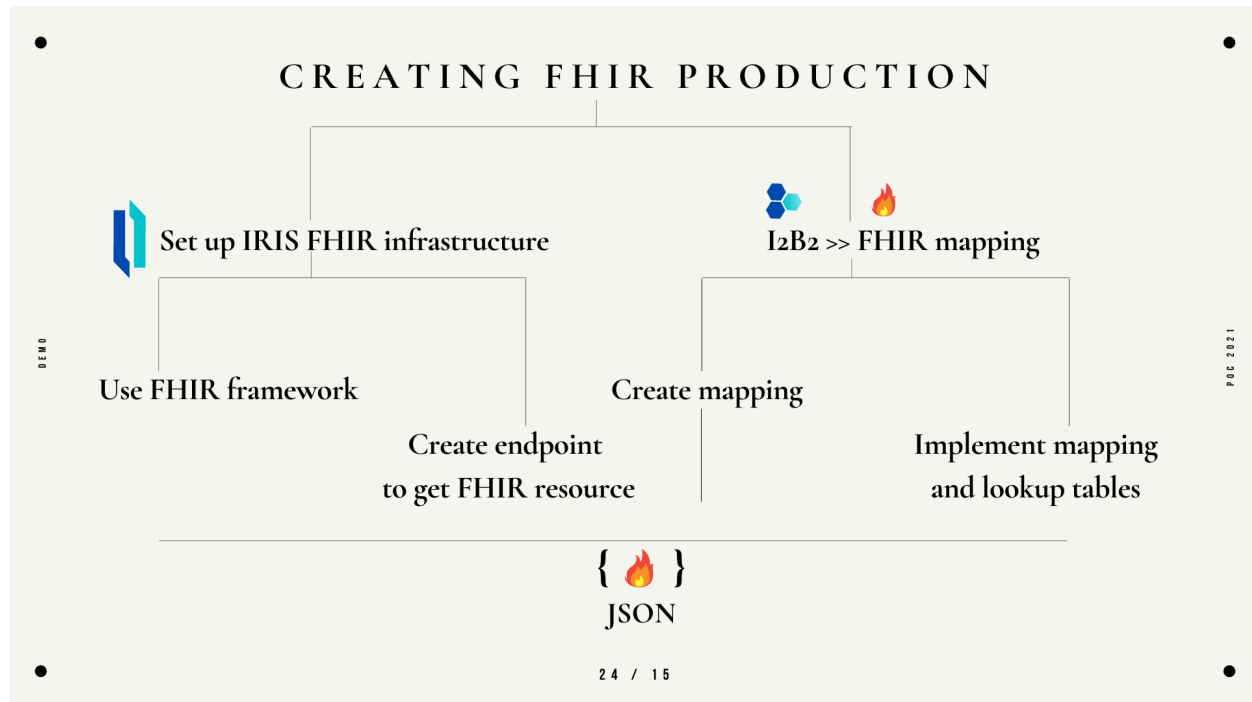 CREATING FHIR PRODUCTION
Set up IRIS FHIR infrastructure
I2B2 >> FHIR mapping
DEMO
POC 2021
Use FHIR framework
Create mapping
Create endpoint
to get FHIR resource
Implement mapping
and lookup tables
{ }
JSON
24 / 15